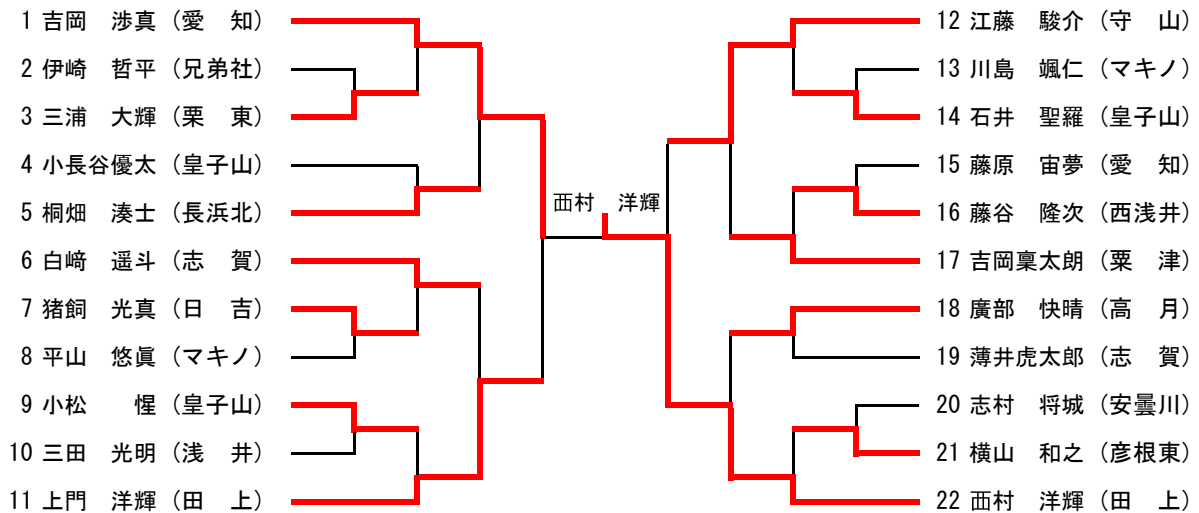 1 吉岡　渉真（愛　知）
2 伊崎　哲平（兄弟社）
3 三浦　大輝（栗　東）
4 小長谷優太（皇子山）
5 桐畑　湊士（長浜北）
6 白﨑　遥斗（志　賀）
7 猪飼　光真（日　吉）
8 平山　悠眞（マキノ）
9 小松　　惺（皇子山）
10 三田　光明（浅　井）
11 上門　洋輝（田　上）
西村　洋輝
12 江藤　駿介（守　山）
13 川島　颯仁（マキノ）
14 石井　聖羅（皇子山）
15 藤原　宙夢（愛　知）
16 藤谷　隆次（西浅井）
17 吉岡稟太朗（粟　津）
18 廣部　快晴（高　月）
19 薄井虎太郎（志　賀）
20 志村　将城（安曇川）
21 横山　和之（彦根東）
22 西村　洋輝（田　上）